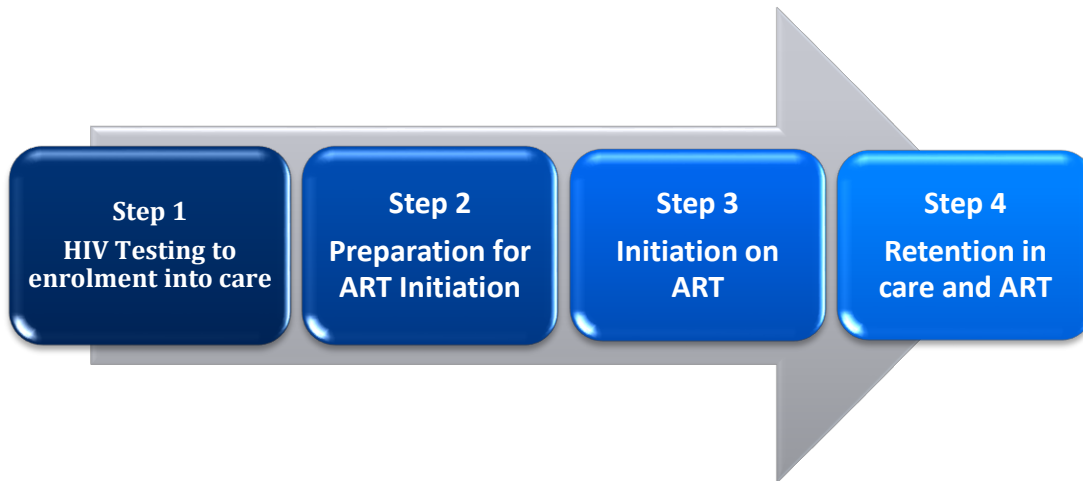 Step 1
HIV Testing to
enrolment into care
Step 2
Preparation for
ART Initiation
Step 3
Initiation on
ART
Step 4
Retention in
care and ART